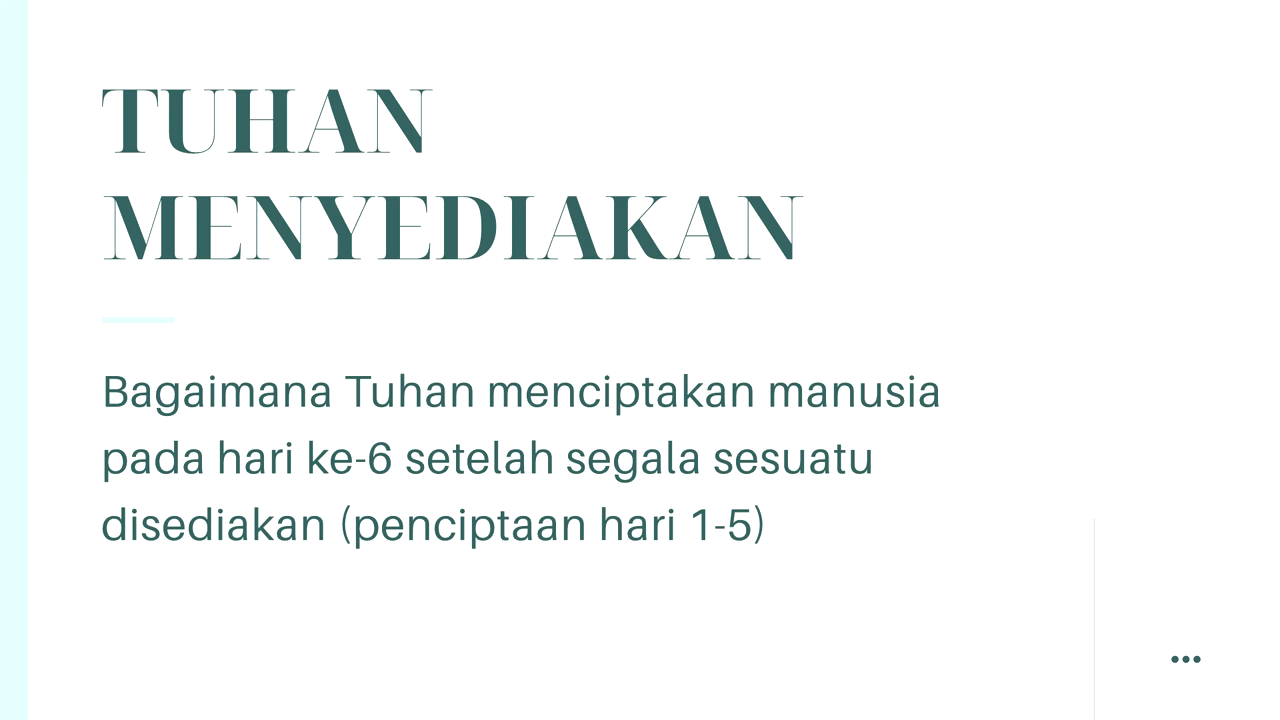 TUHAN
MENYEDIAKAN
Bagaimana Tuhan menciptakan manusia
pada hari ke-6 setelah segala sesuatu
disediakan (penciptaan hari 1-5)